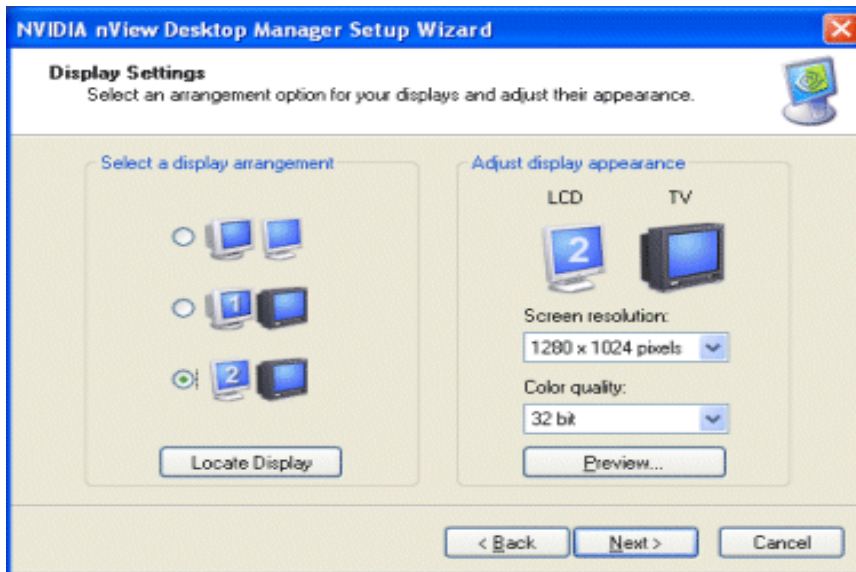 NVIDIA nView Desktop Manager Setup Wizard
Display Settings
Select an arrangement option for your displays and adjust their appearance.
Select a display arrangement
1
2
Locate Display
Adjust display appearance
LCD TV
2
Screen resolution:
1280 x 1024 pixels
Color quality:
32 bit
Preview...
< Back Next > Cancel